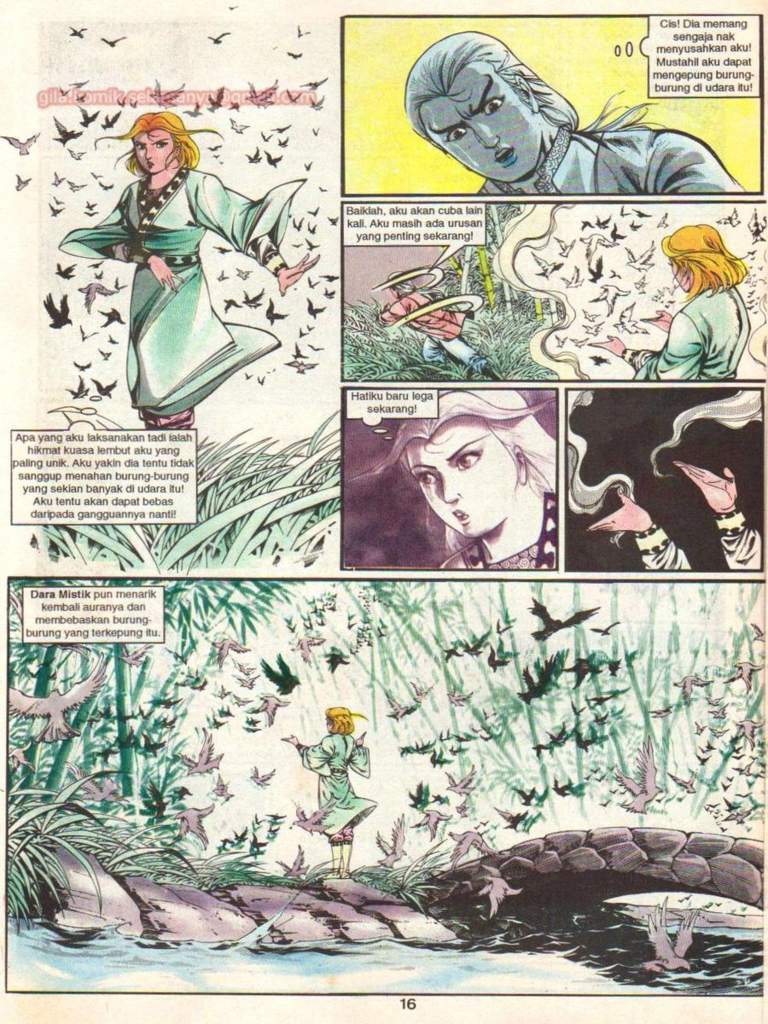 Apa yang aku laksanakan tadi ialah
hikmat kuasa lembut aku yang
paling unik. Aku yakin dia tentu tidak
sanggup menahan burung-burung
yang sekian banyak di udara itu!
Aku tentu akan dapat bebas
daripada gangguannya nanti!
Cis! Dia memang
sengaja nak
menyusahkan aku!
Mustahil aku dapat
mengepung burung-
burung di udara itu!
Baiklah, aku akan cuba lain
kali. Aku masih ada urusan
yang penting sekarang!
Hatiku baru lega
sekarang!
Dara Mistik pun menarik
kembali auranya dan
membebaskan burung-
burung yang terkepung itu.
16